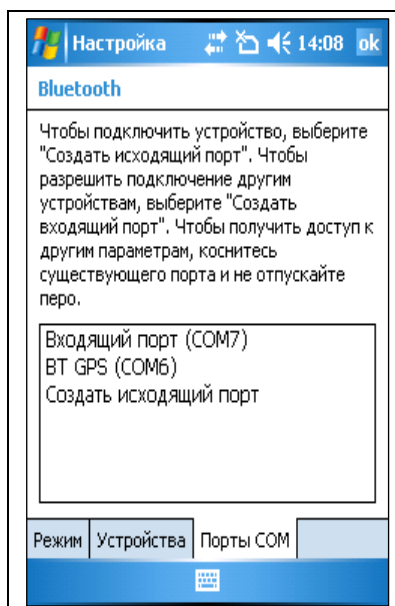 Настройка 14:08 ok
Bluetooth
Чтобы подключить устройство, выберите
"Создать исходящий порт". Чтобы
разрешить подключение другим
устройствам, выберите "Создать
входящий порт". Чтобы получить доступ к
другим параметрам, коснитесь
существующего порта и не отпускайте
перо.
Входящий порт (COM7)
BT GPS (COM6)
Создать исходящий порт
Режим Устройства Порты COM